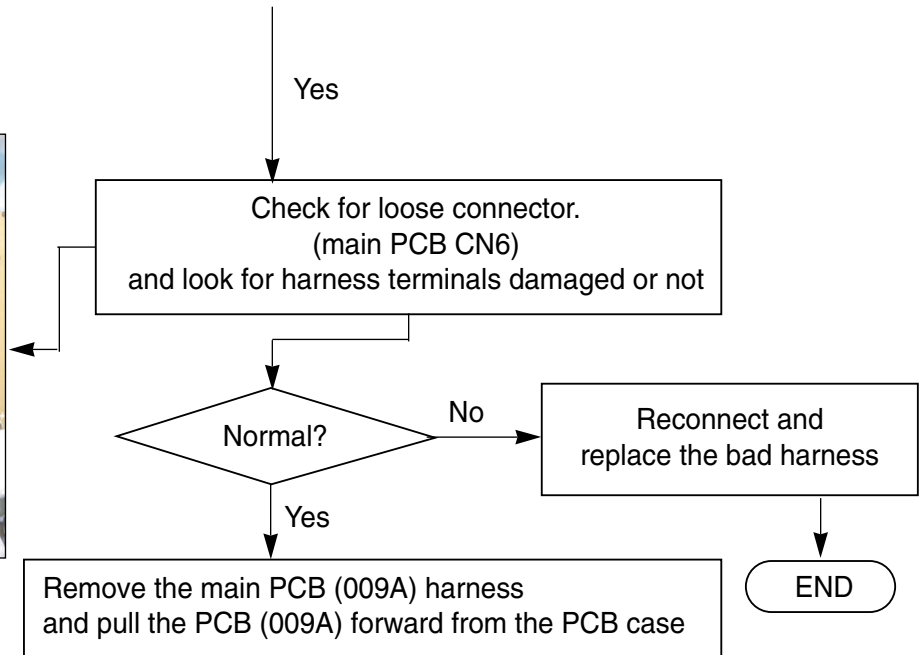 Yes
Check for loose connector.
(main PCB CN6)
and look for harness terminals damaged or not
Normal?
No
Reconnect and
replace the bad harness
Yes
END
Remove the main PCB (009A) harness
and pull the PCB (009A) forward from the PCB case